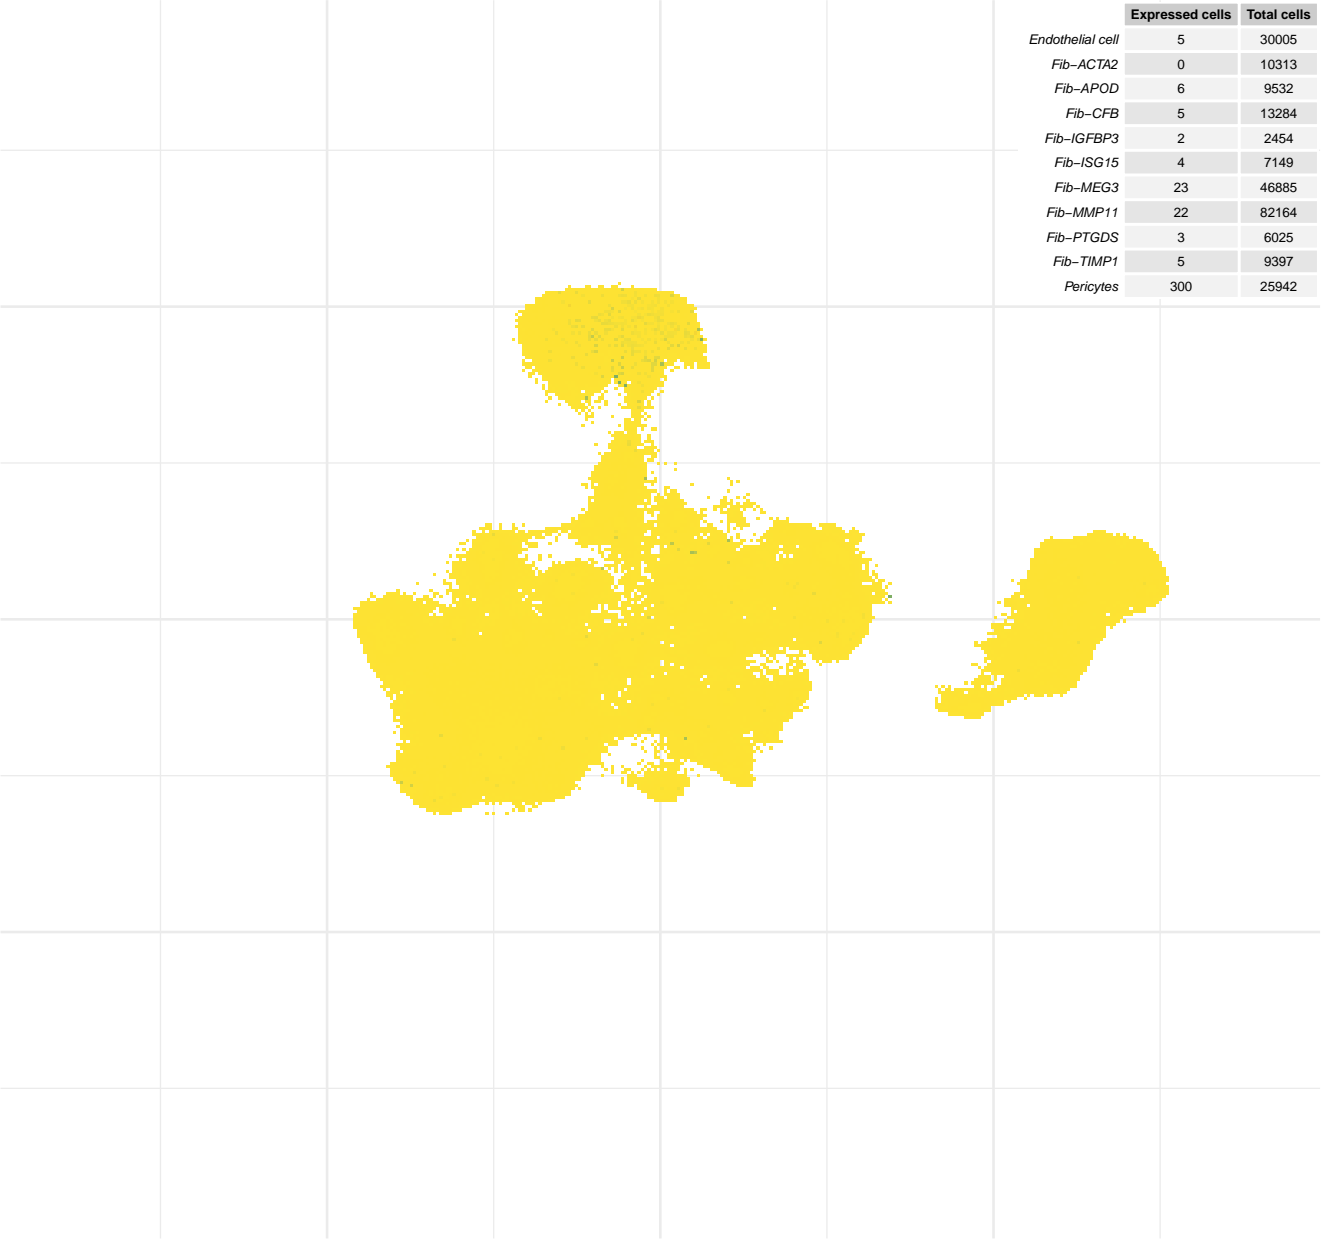 Expressed cells Total cells
Endothelial cell 5 30005
Fib−ACTA2 0 10313
Fib−APOD 6 9532
Fib−CFB 5 13284
Fib−IGFBP3 2 2454
Fib−ISG15 4 7149
Fib−MEG3 23 46885
Fib−MMP11 22 82164
Fib−PTGDS 3 6025
Fib−TIMP1 5 9397
Pericytes 300 25942